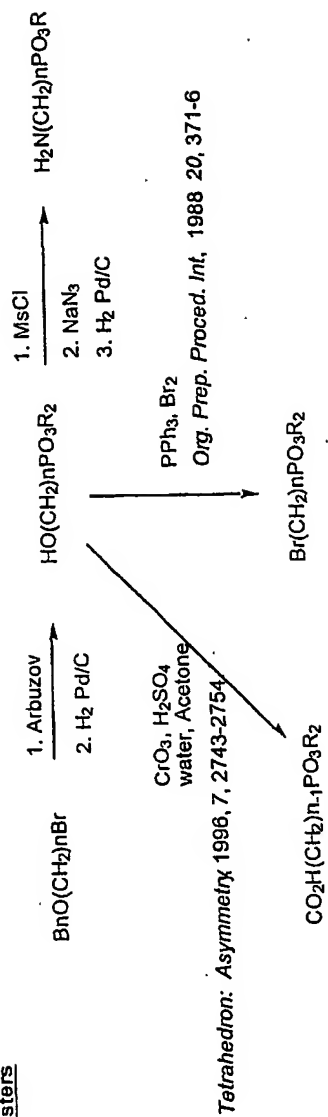 sters
BnO(CH2)nBr
1. Arbuzov
2. H2 Pd/C
HO(CH2)nPO3R2
1. MsCl
2. NaN3
3. H2 Pd/C
H2N(CH2)nPO3R
CrO3, H2SO4
water, Acetone
Tetrahedron: Asymmetry 1996, 7, 2743-2754.
PPh3, Br2
Org. Prep. Proced. Int, 1988 20, 371-6
CO2H(CH2)n-1PO3R2
Br(CH2)nPO3R2